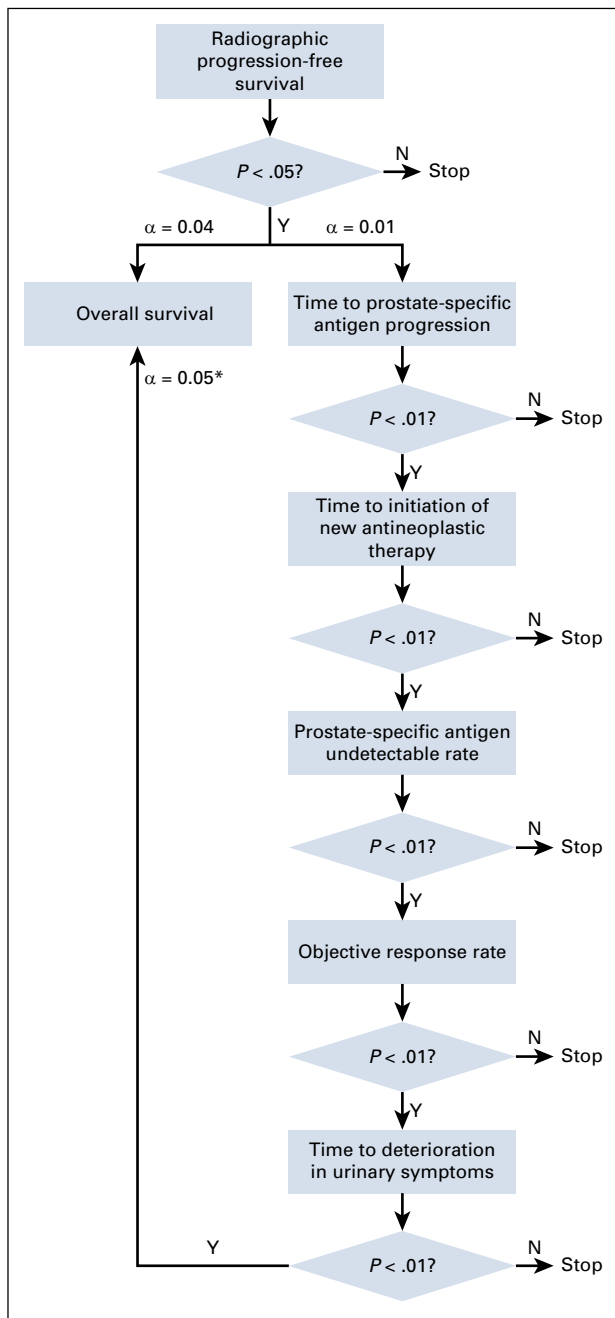 Radiographic
progression-free
survival
P < .05?
N
Stop
α = 0.04
Y
α = 0.01
Overall survival
Time to prostate-specific
antigen progression
α = 0.05*
P < .01?
N
Stop
Y
Time to initiation of
new antineoplastic
therapy
P < .01?
N
Stop
Y
Prostate-specific antigen
undetectable rate
P < .01?
N
Stop
Y
Objective response rate
P < .01?
N
Stop
Y
Time to deterioration
in urinary symptoms
Y
P < .01?
N
Stop